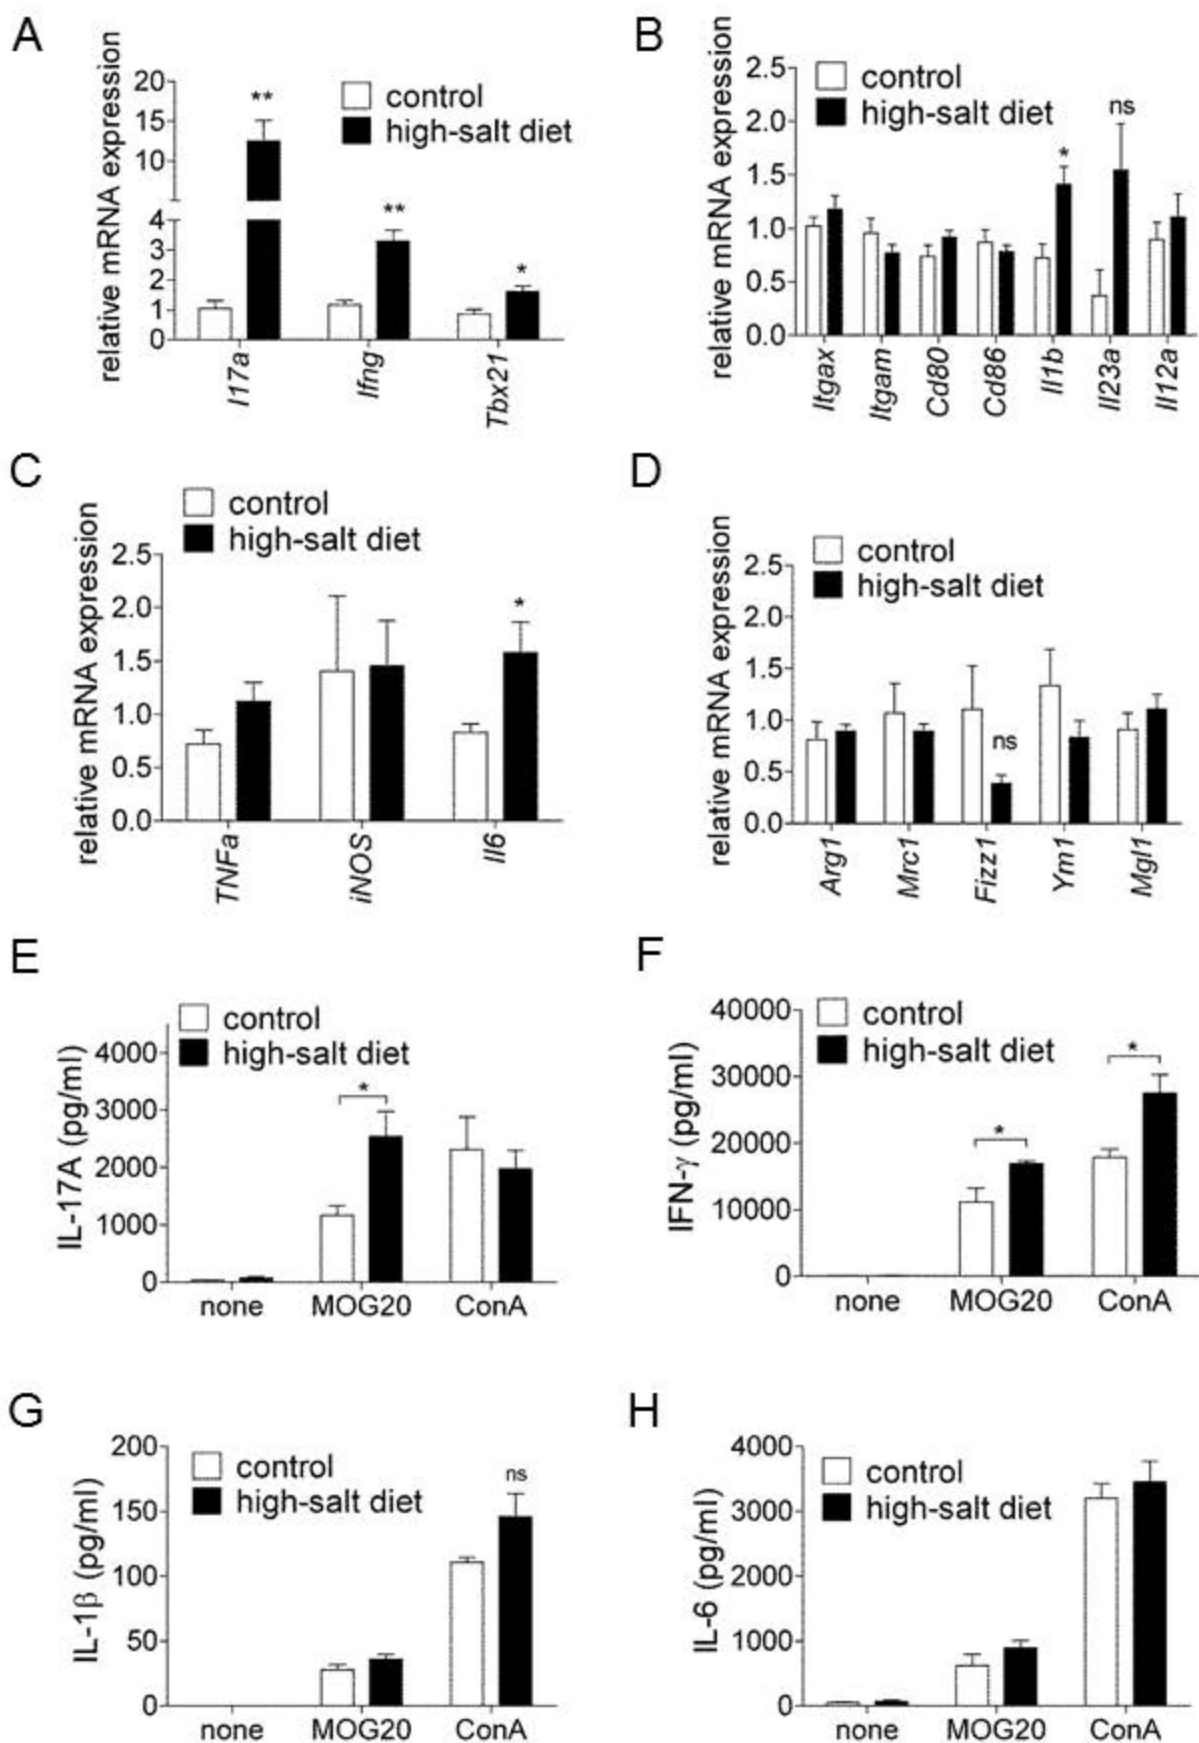 A
relative mRNA expression
20
15
10
4
3
2
1
0
control
high-salt diet
**
**
*
I17a
Ifng
Tbx21
B
relative mRNA expression
2.5
2.0
1.5
1.0
0.5
0.0
control
high-salt diet
*
ns
Itgax
Itgam
Cd80
Cd86
Il1b
Il23a
Il12a
C
relative mRNA expression
control
high-salt diet
2.5
2.0
1.5
1.0
0.5
0.0
*
TNFa
iNOS
Il6
D
relative mRNA expression
control
high-salt diet
2.5
2.0
1.5
1.0
0.5
0.0
ns
Arg1
Mrc1
Fizz1
Ym1
Mgl1
E
IL-17A (pg/ml)
control
high-salt diet
4000
3000
2000
1000
0
*
none
MOG20
ConA
F
IFN-γ (pg/ml)
40000
30000
20000
10000
0
control
high-salt diet
*
*
none
MOG20
ConA
G
IL-1β (pg/ml)
200
150
100
50
0
control
high-salt diet
ns
none
MOG20
ConA
H
IL-6 (pg/ml)
4000
3000
2000
1000
0
control
high-salt diet
none
MOG20
ConA